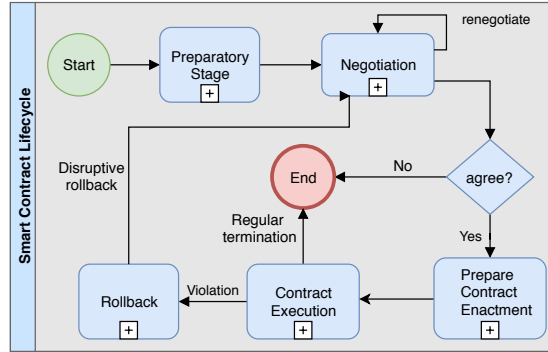 Smart Contract Lifecycle
Start
Preparatory
Stage
+
Negotiation
+
renegotiate
agree?
No
End
Yes
Disruptive
rollback
Regular
termination
Rollback
+
Violation
Contract
Execution
+
Prepare
Contract
Enactment
+